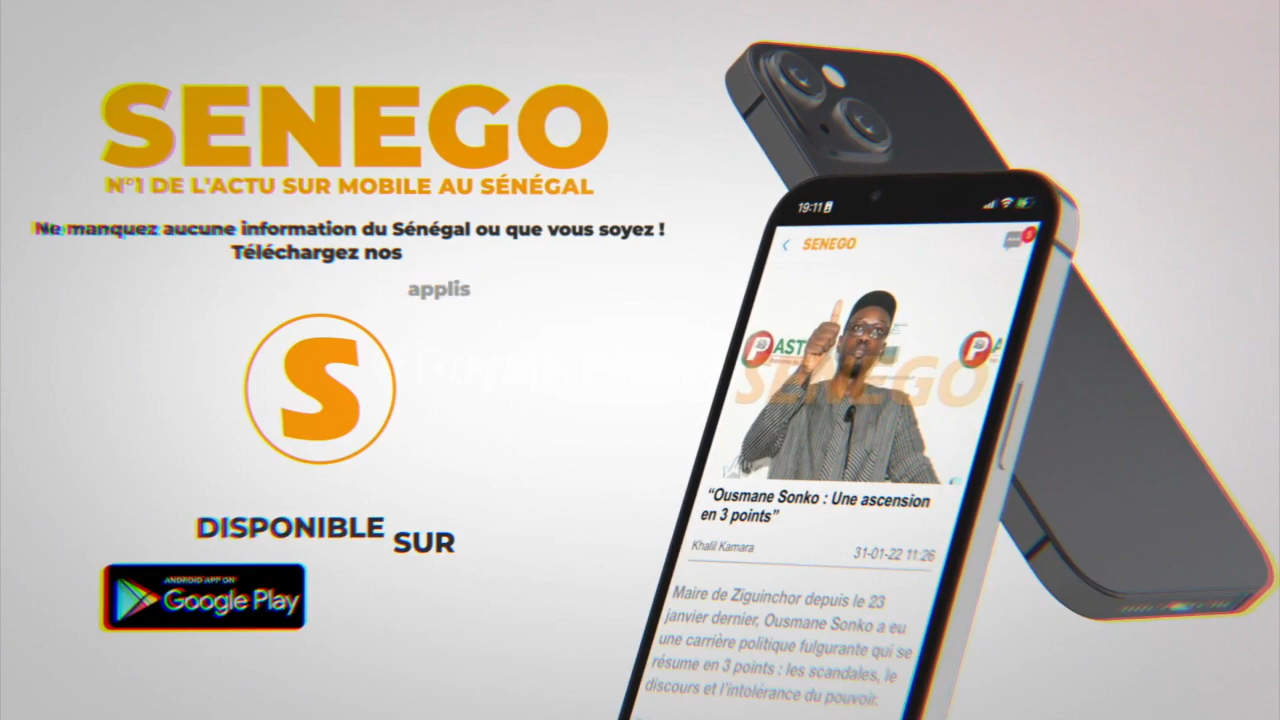 SENEGO
N°1 DE L'ACTU SUR MOBILE AU SÉNÉGAL
Ne manquez aucune information du Sénégal ou que vous soyez !
Téléchargez nos
applis
S
DISPONIBLE SUR
ANDROID APP ON
Google Play
19:11
SENEGO
5
PAST
PA
SENEGO
“Ousmane Sonko : Une ascension
en 3 points”
Khalil Kamara
31-01-22 11:26
Maire de Ziguinchor depuis le 23
janvier dernier, Ousmane Sonko a eu
une carrière politique fulgurante qui se
résume en 3 points : les scandales, le
discours et l'intolérance du pouvoir.